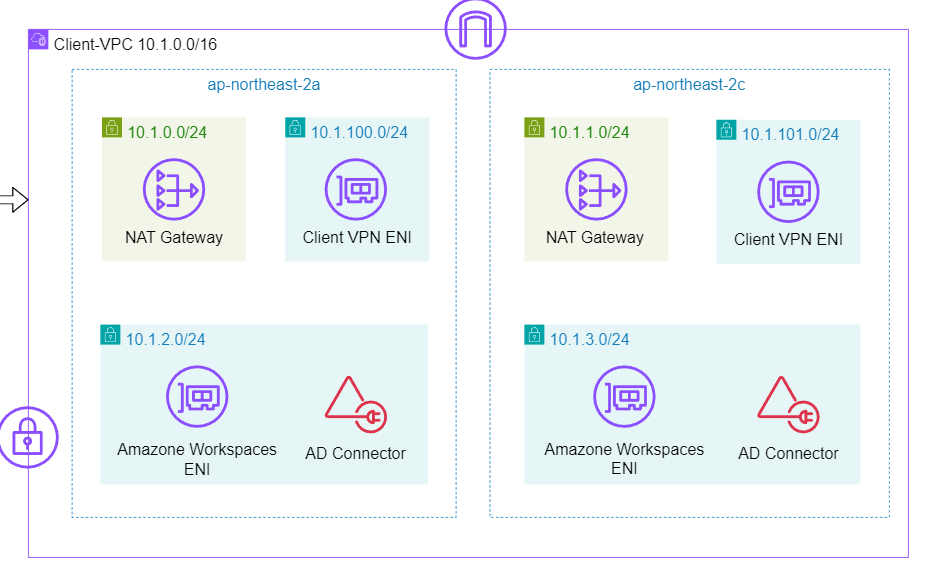 Client-VPC 10.1.0.0/16
ap-northeast-2a
10.1.0.0/24
NAT Gateway
10.1.100.0/24
Client VPN ENI
10.1.2.0/24
Amazone Workspaces
ENI
AD Connector
ap-northeast-2c
10.1.1.0/24
NAT Gateway
10.1.101.0/24
Client VPN ENI
10.1.3.0/24
Amazone Workspaces
ENI
AD Connector